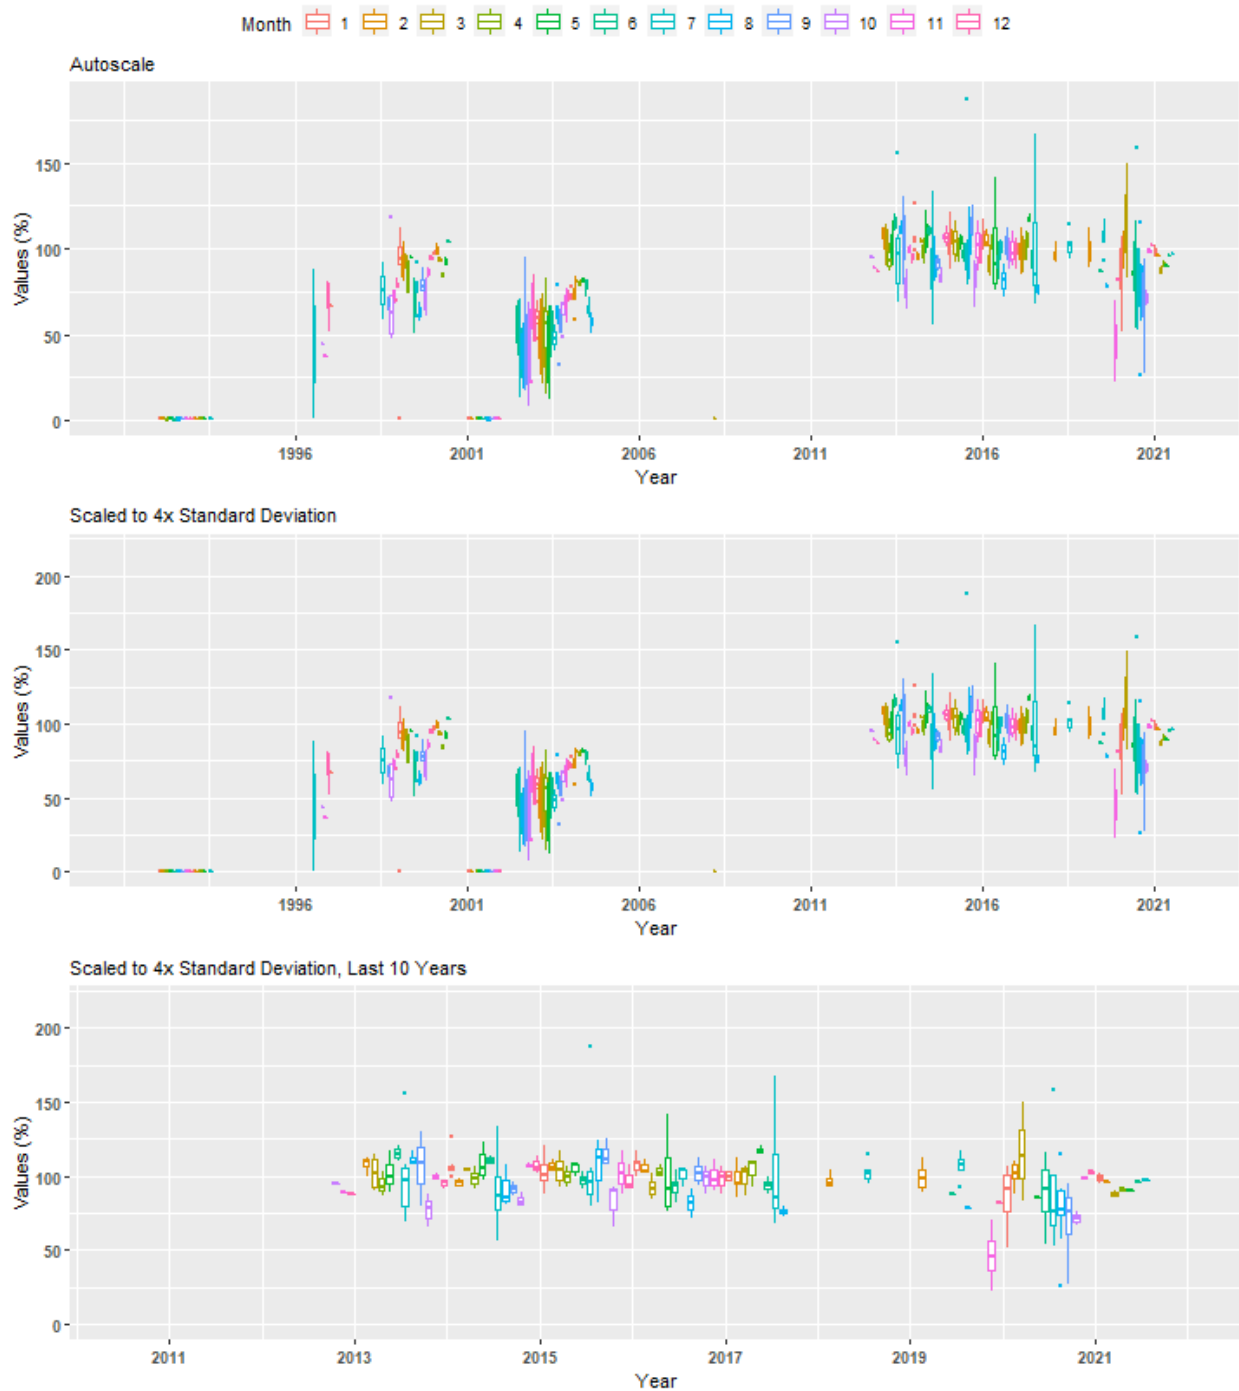 Month 1 2 3 4 5 6 7 8 9 10 11 12
Autoscale
Values (%)
150
100
50
0
1996 2001 2006 2011 2016 2021
Year
Scaled to 4x Standard Deviation
Values (%)
200
150
100
50
0
1996 2001 2006 2011 2016 2021
Year
Scaled to 4x Standard Deviation, Last 10 Years
Values (%)
200
150
100
50
0
2011 2013 2015 2017 2019 2021
Year